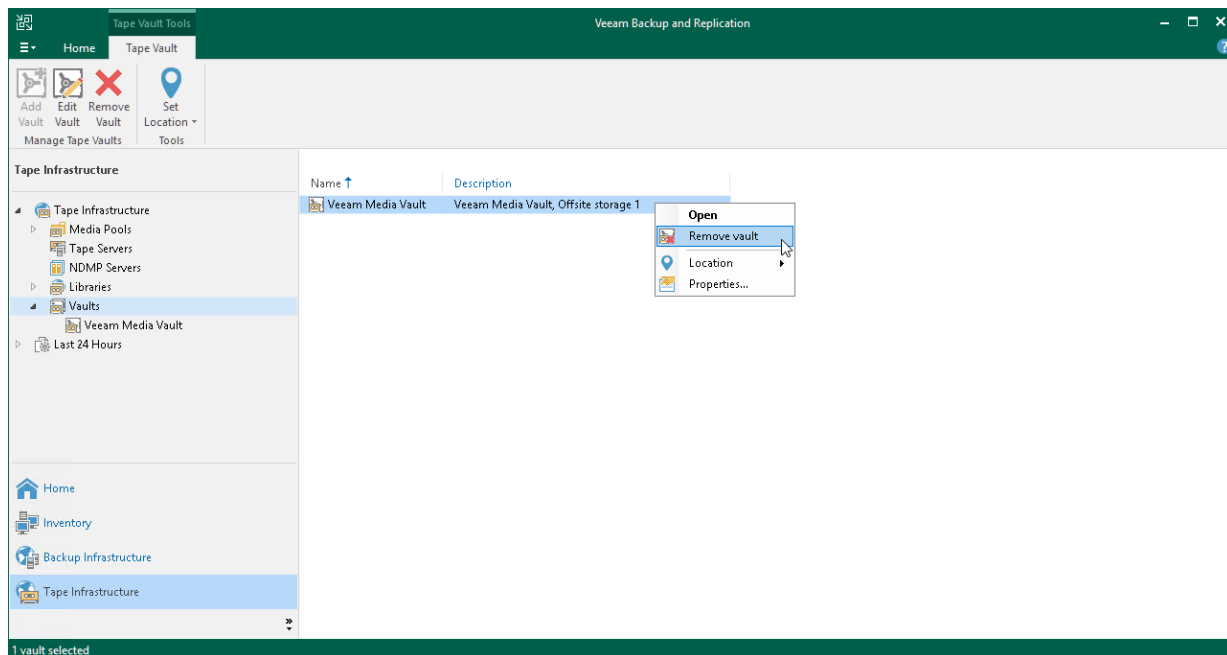 Tape Vault Tools
Veeam Backup and Replication
Home
Tape Vault
Add Vault
Edit Vault
Remove Vault
Set Location
Manage Tape Vaults
Tools
Tape Infrastructure
Tape Infrastructure
Media Pools
Tape Servers
NDMP Servers
Libraries
Vaults
Veeam Media Vault
Last 24 Hours
Name
Description
Veeam Media Vault
Veeam Media Vault, Offsite storage 1
Open
Remove vault
Location
Properties...
Home
Inventory
Backup Infrastructure
Tape Infrastructure
1 vault selected